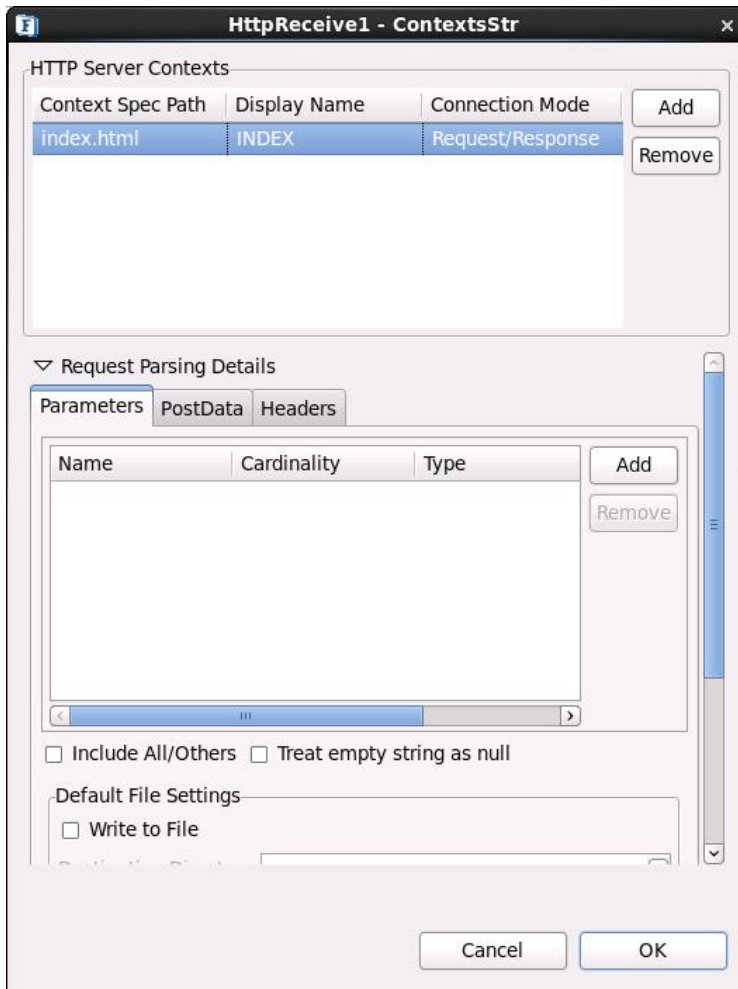 HttpReceive1 - ContextsStr
HTTP Server Contexts
Context Spec Path Display Name Connection Mode Add
index.html INDEX Request/Response
Remove
Request Parsing Details
Parameters PostData Headers
Name Cardinality Type Add
Remove
Include All/Others Treat empty string as null
Default File Settings
Write to File
Cancel OK